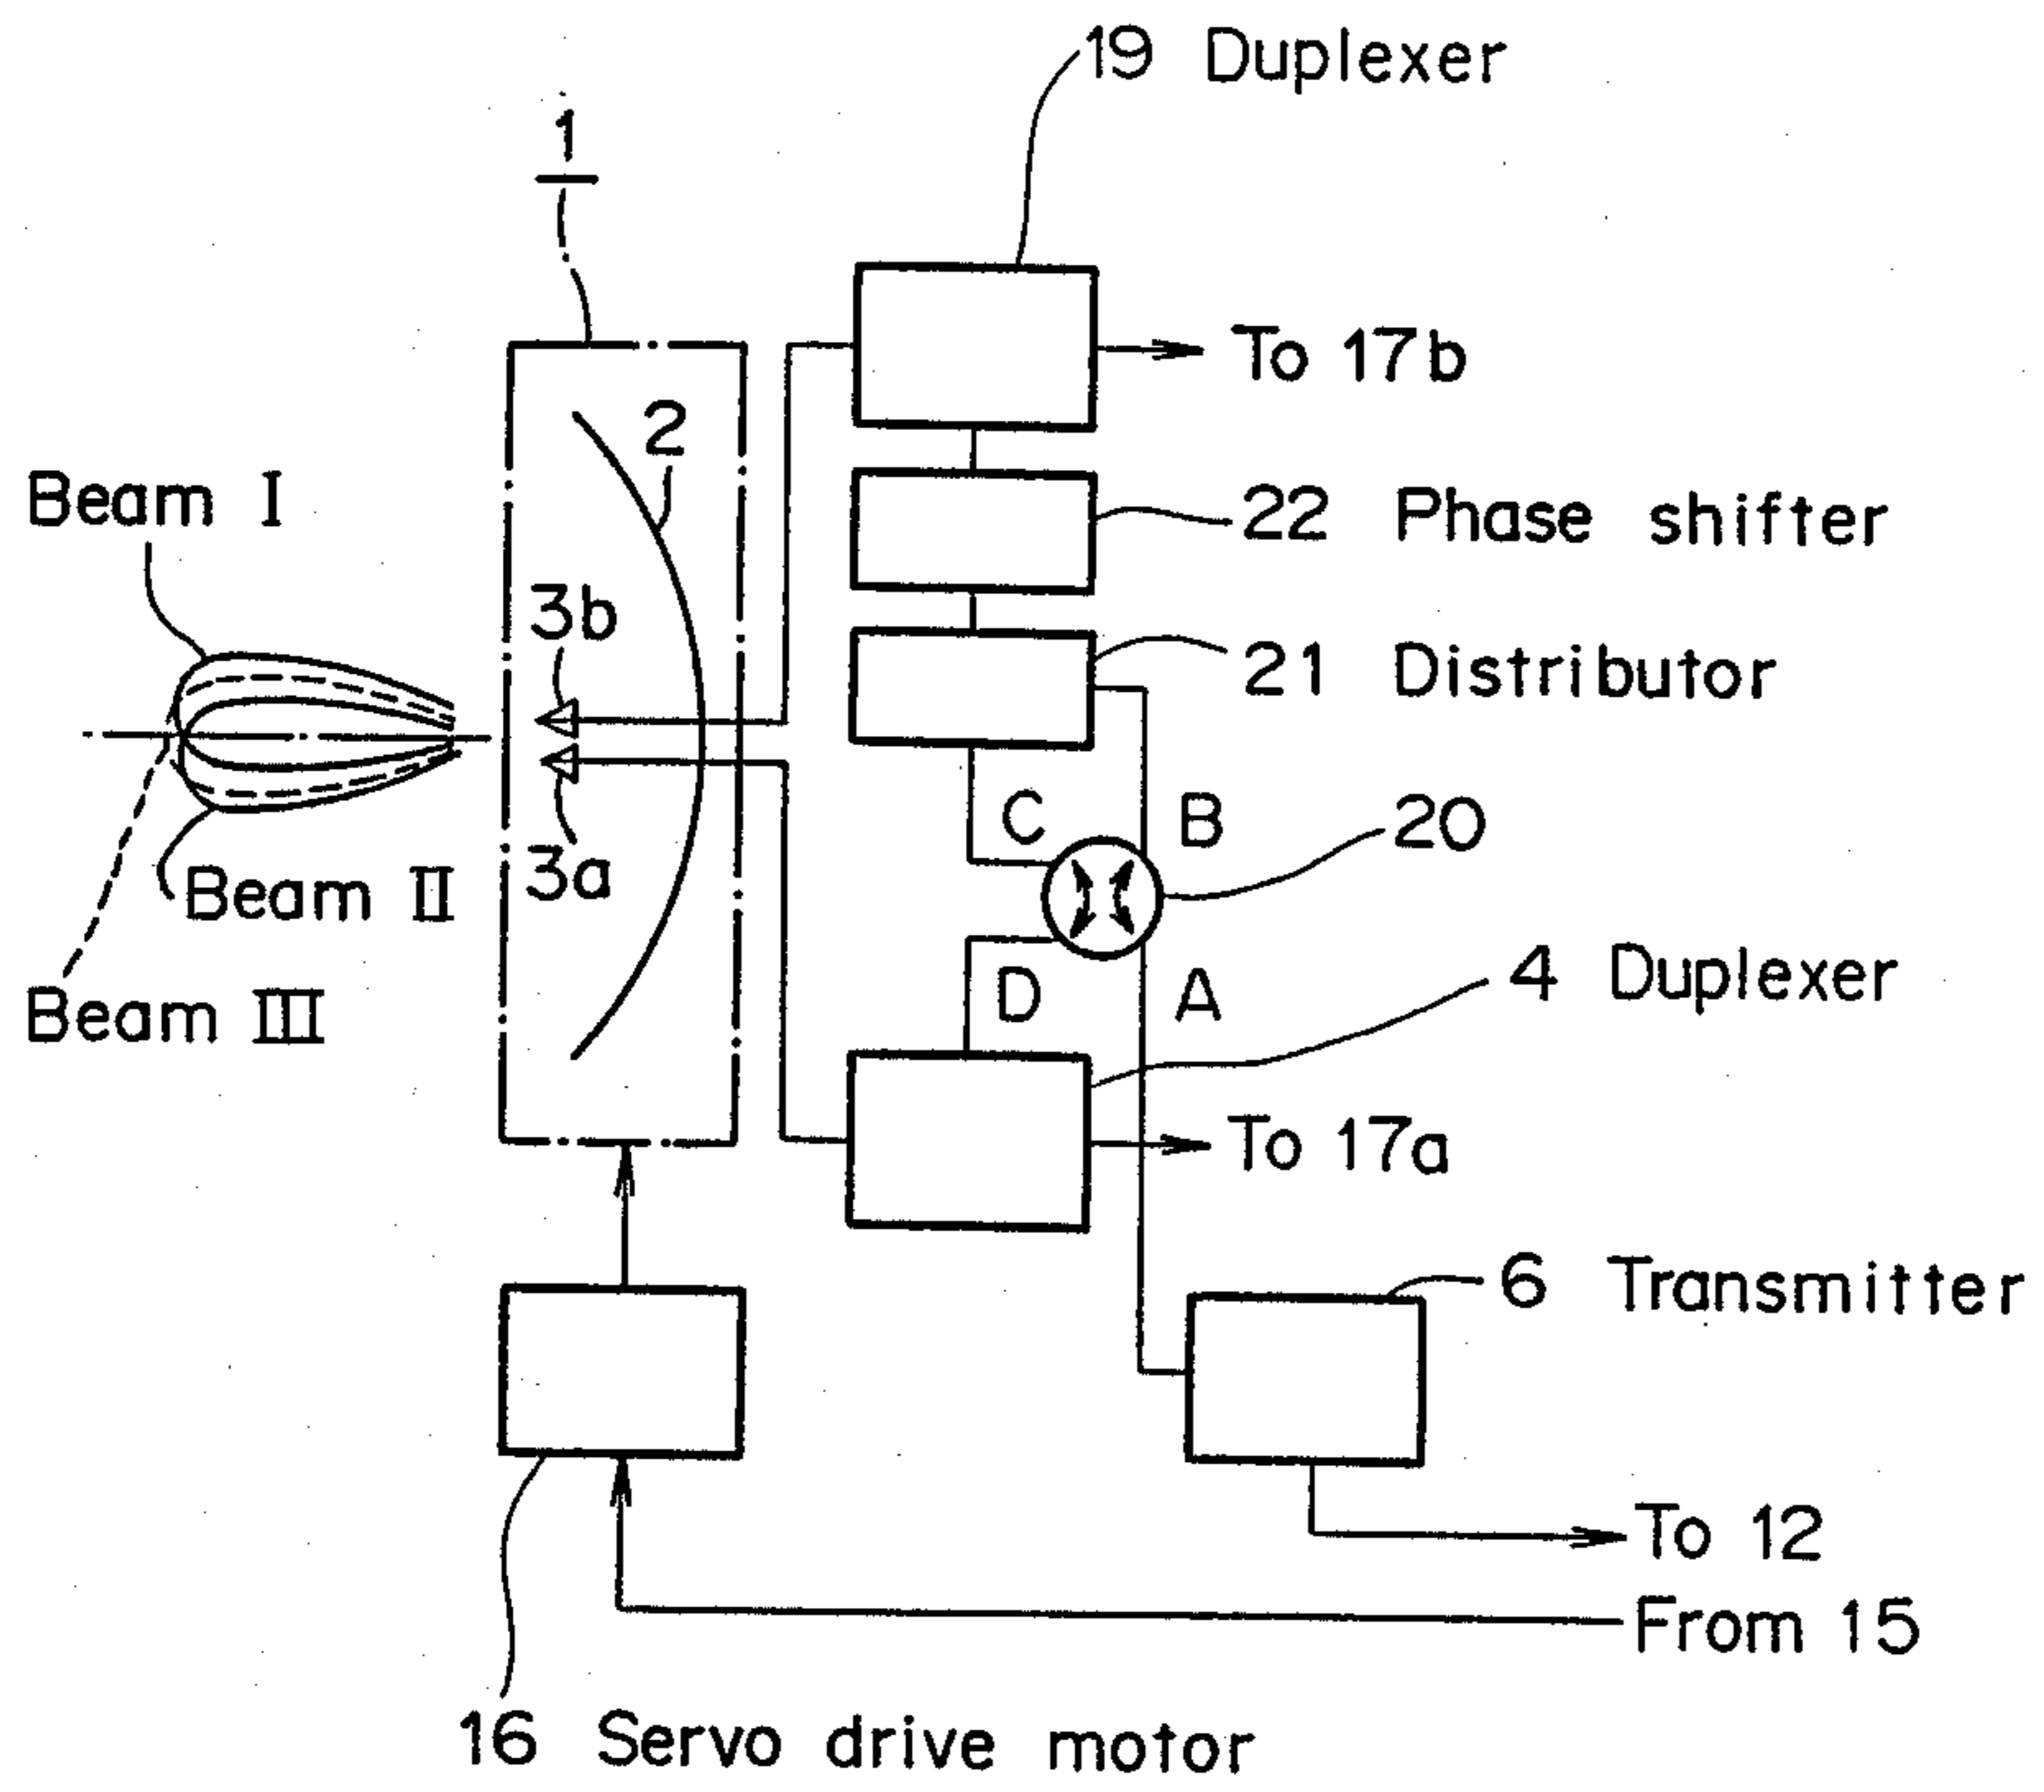 19 Duplexer
1
To 17b
2
Beam I
22 Phase shifter
3b
21 Distributor
C
B
20
3a
Beam II
4 Duplexer
D
A
Beam III
To 17a
6 Transmitter
To 12
From 15
16 Servo drive motor